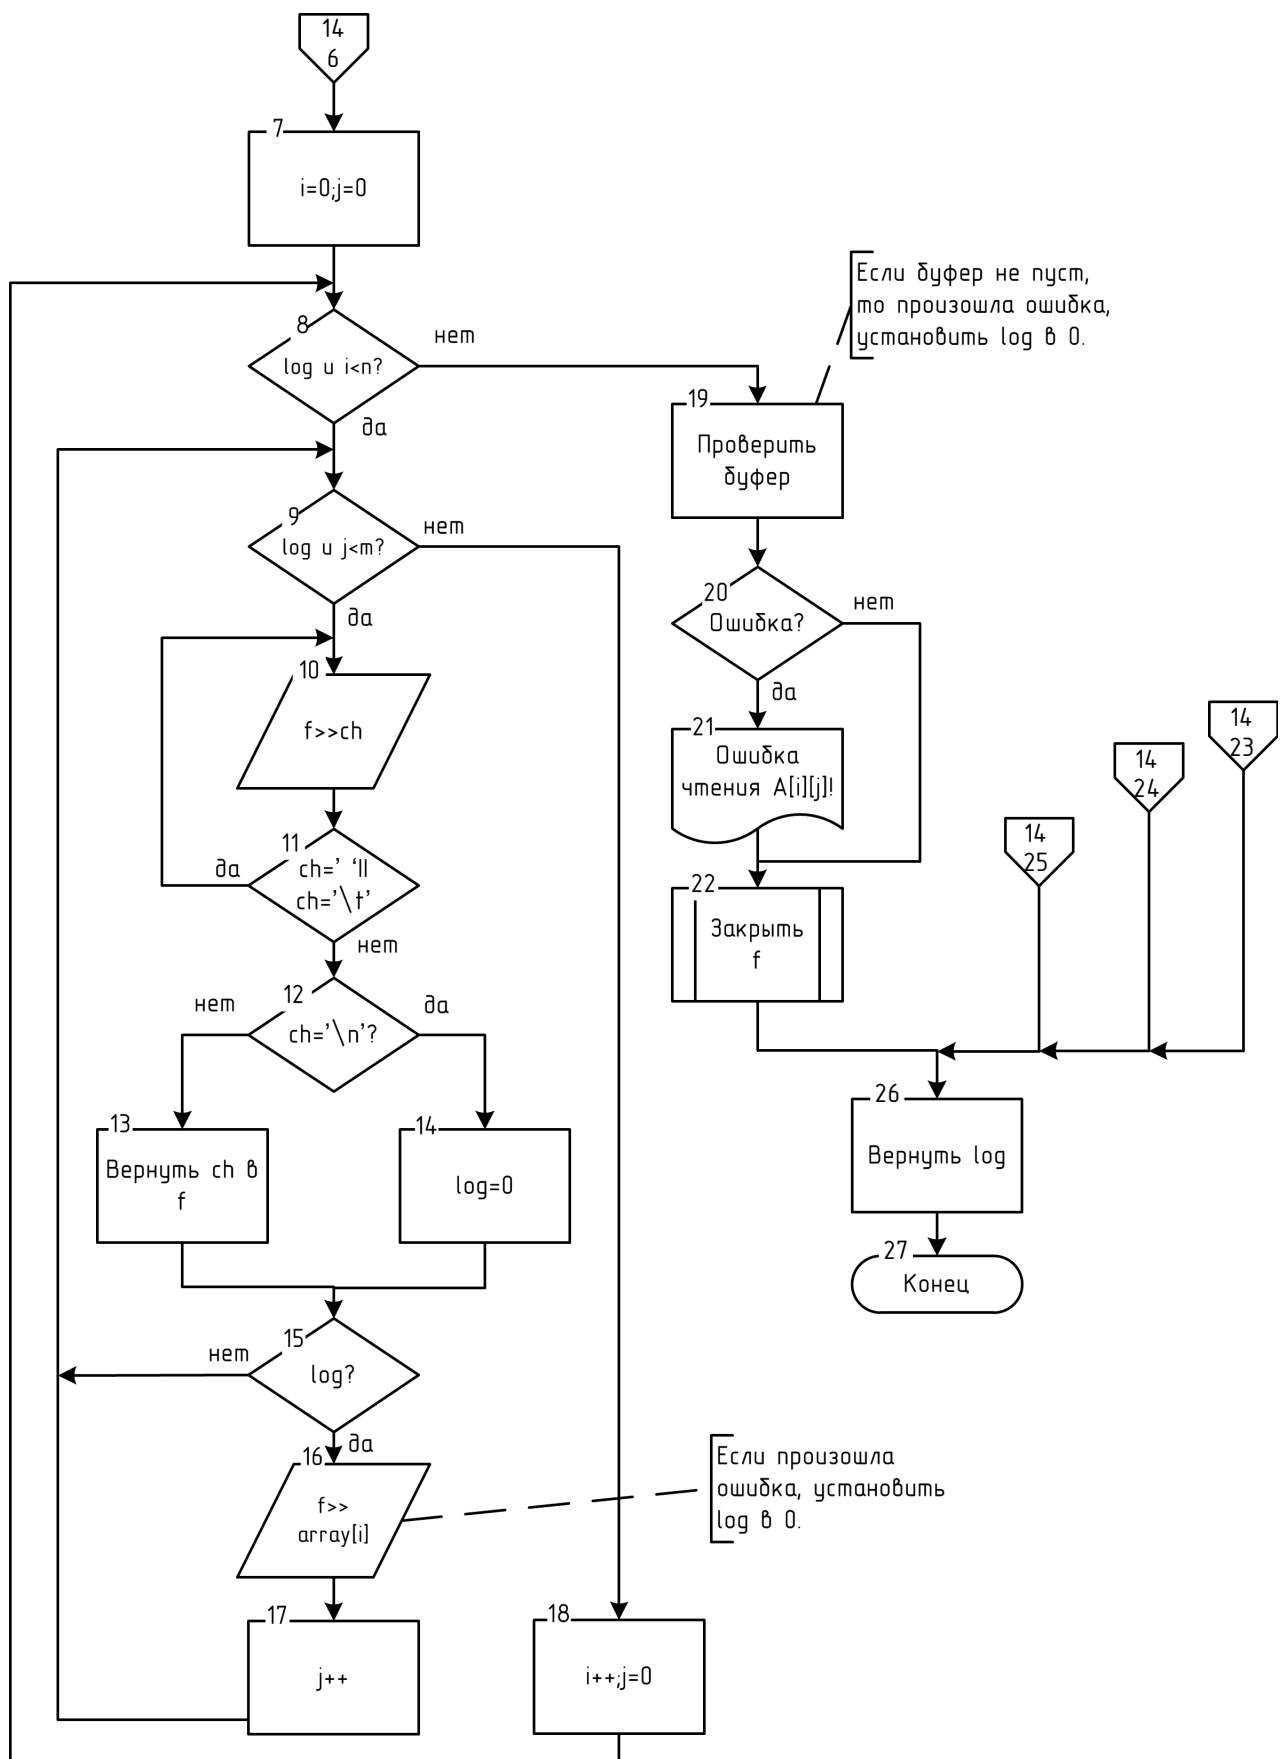 14
6
7
i=0;j=0
8
log и i<n?
нет
да
Если буфер не пуст,
то произошла ошибка,
установить log в 0.
19
Проверить
буфер
9
log и j<m?
нет
да
20
Ошибка?
нет
да
10
f>>ch
21
Ошибка
чтения A[i][j]!
14
23
14
24
14
25
11
ch=' ‘||
ch='\t'
да
нет
22
Закрыть
f
12
ch='\n'?
нет
да
13
Вернуть ch в
f
14
log=0
26
Вернуть log
27
Конец
15
log?
нет
да
16
f>>
array[i]
Если произошла
ошибка, установить
log в 0.
17
j++
18
i++;j=0